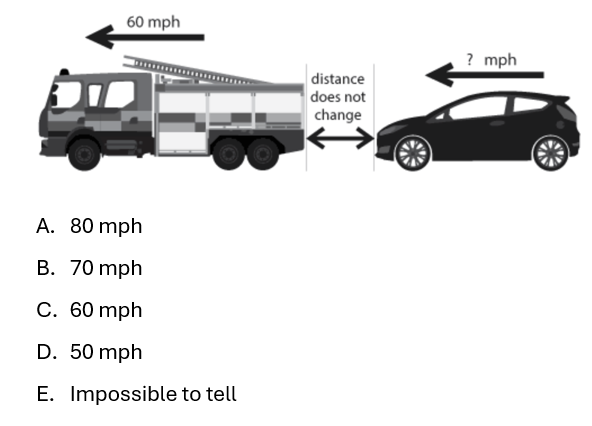 60 mph
? mph
distance
does not
change
A. 80 mph
B. 70 mph
C. 60 mph
D. 50 mph
E. Impossible to tell